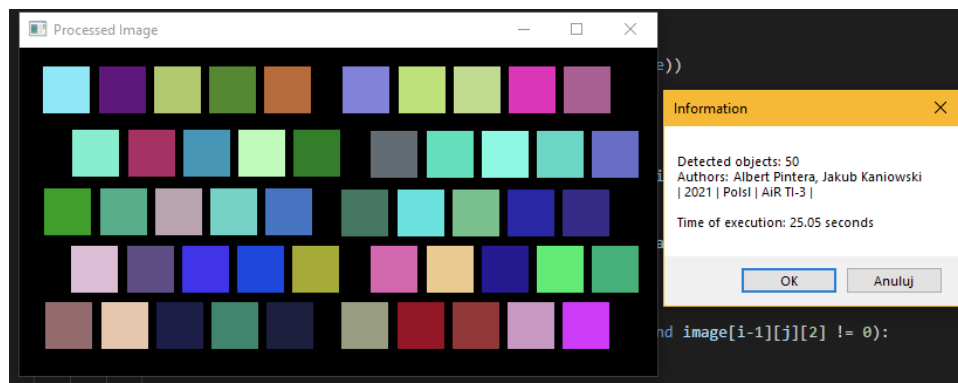 Processed Image
e))
Information
Detected objects: 50
Authors: Albert Pintera, Jakub Kaniowski
| 2021 | Polsl | AiR TI-3 |
Time of execution: 25.05 seconds
OK
Anuluj
nd image[i-1][j][2] != 0):